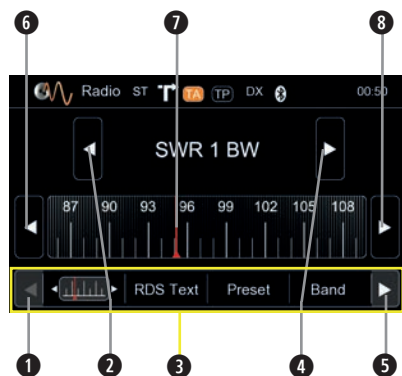 6 7 8
Radio ST TA TP DX 00:50
SWR 1 BW
87 90 93 96 99 102 105 108
RDS Text Preset Band
1 2 3 4 5